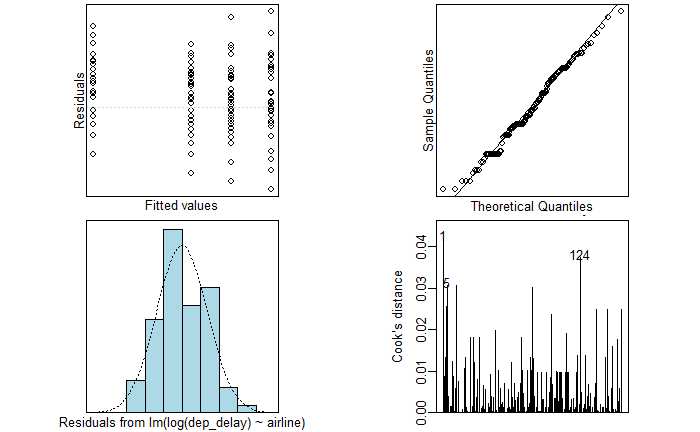 Residuals
Fitted values
Sample Quantiles
Theoretical Quantiles
Residuals from lm(log(dep_delay) ~ airline)
Cook's distance
0.00
0.01
0.02
0.03
0.04
1
5
124